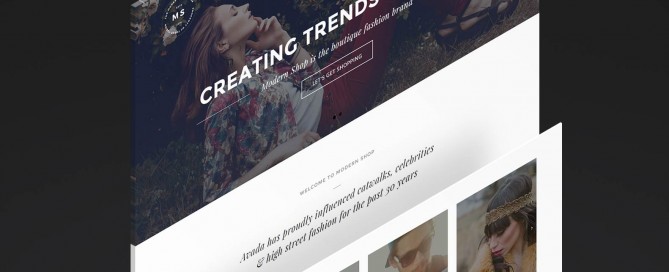 MS
CREATING TRENDS
Modern Shop is the boutique fashion brand
LET'S GET SHOPPING
WELCOME TO MODERN SHOP
Avada has proudly influenced catwalks, celebrities
& high street fashion for the past 30 years